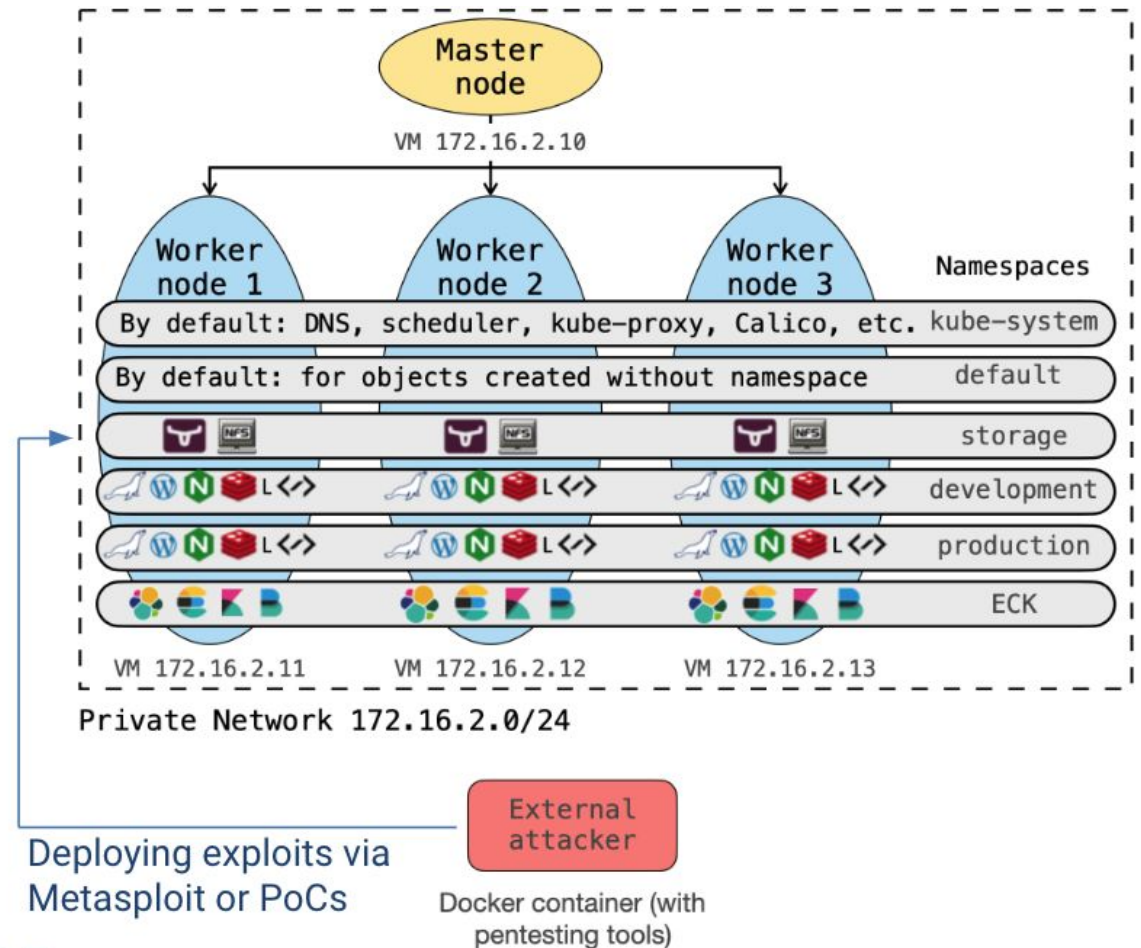 Master
node
VM 172.16.2.10
Worker
node 1
Worker
node 2
Worker
node 3
Namespaces
By default: DNS, scheduler, kube-proxy, Calico, etc. kube-system
By default: for objects created without namespace default
NFS NFS NFS storage
N L N L N L development
N L N L N L production
ECK
VM 172.16.2.11 VM 172.16.2.12 VM 172.16.2.13
Private Network 172.16.2.0/24
External
attacker
Deploying exploits via
Metasploit or PoCs
Docker container (with
pentesting tools)